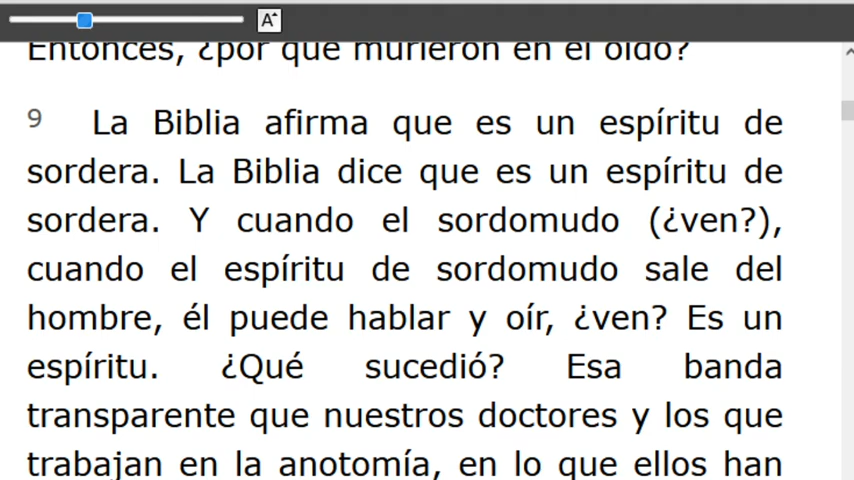 A
Entonces, ¿por qué murieron en el oído?
9 La Biblia afirma que es un espíritu de
sordera. La Biblia dice que es un espíritu de
sordera. Y cuando el sordomudo (¿ven?),
cuando el espíritu de sordomudo sale del
hombre, él puede hablar y oír, ¿ven? Es un
espíritu. ¿Qué sucedió? Esa banda
transparente que nuestros doctores y los que
trabajan en la anotomía, en lo que ellos han